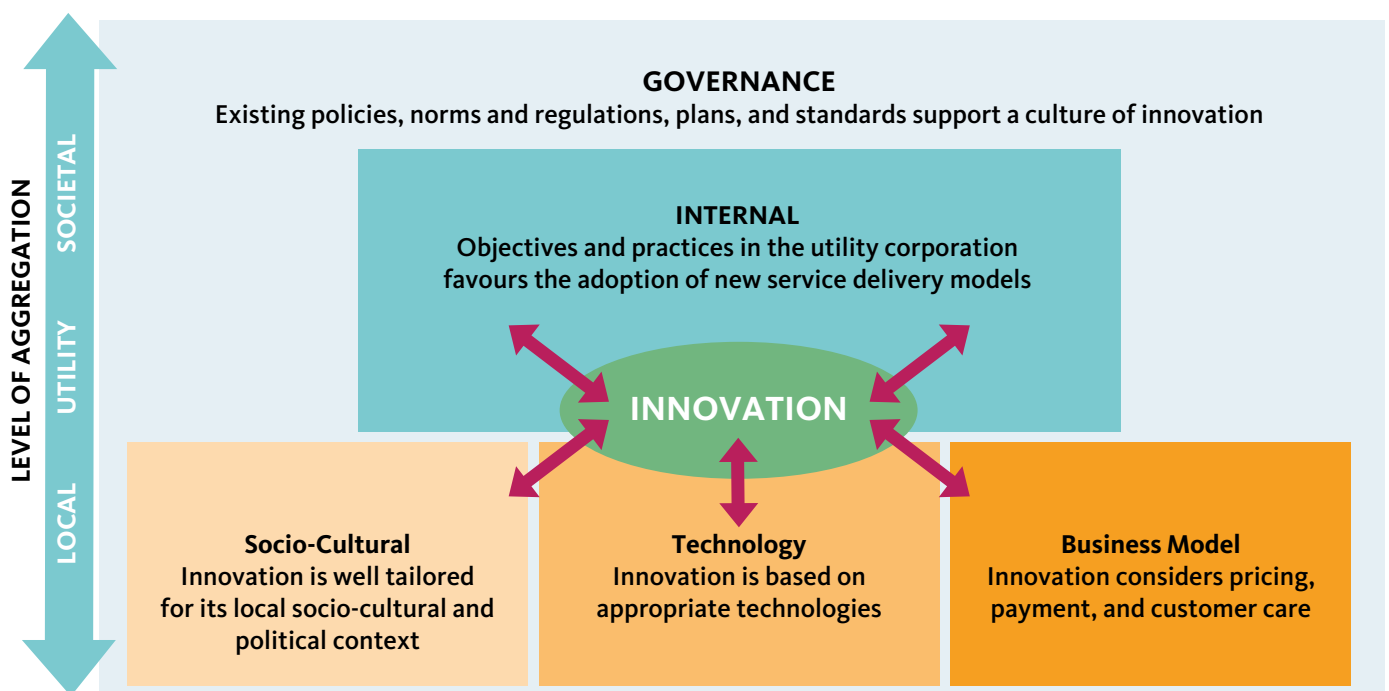 LEVEL OF AGGREGATION
SOCIETAL
UTILITY
LOCAL
GOVERNANCE
Existing policies, norms and regulations, plans, and standards support a culture of innovation
INTERNAL
Objectives and practices in the utility corporation
favours the adoption of new service delivery models
INNOVATION
Socio-Cultural
Innovation is well tailored
for its local socio-cultural and
political context
Technology
Innovation is based on
appropriate technologies
Business Model
Innovation considers pricing,
payment, and customer care